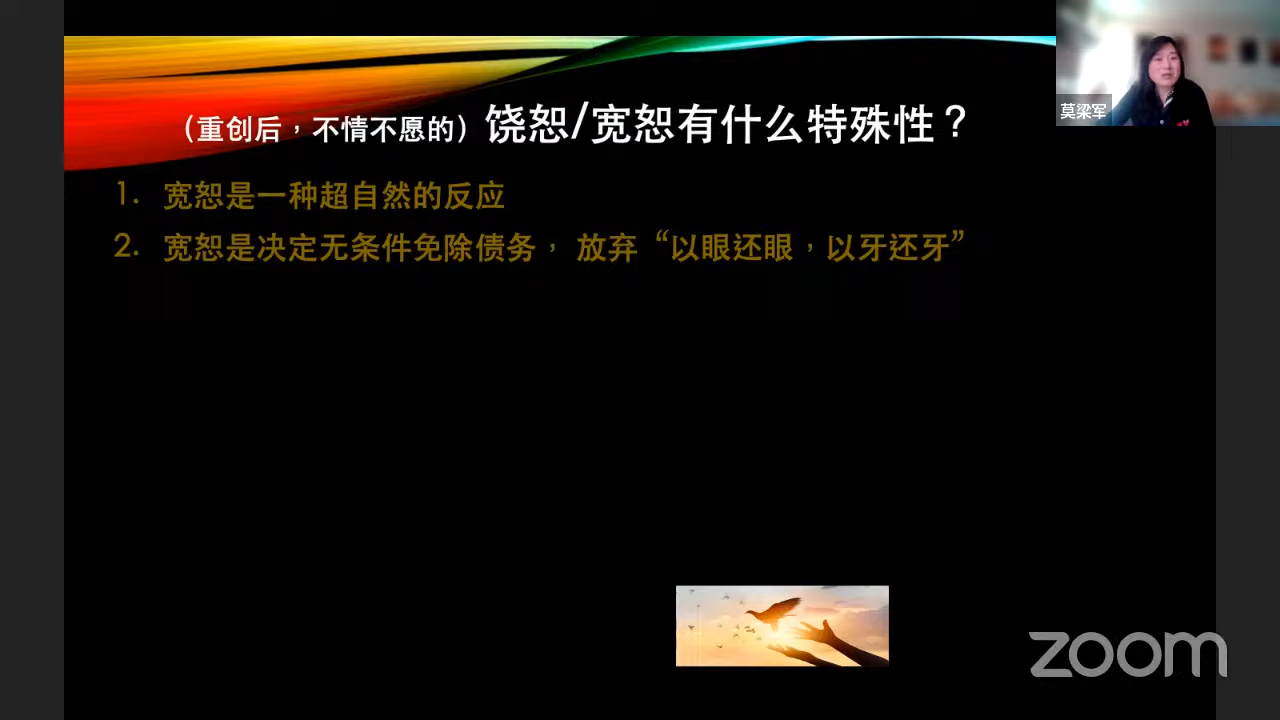 （重创后，不情不愿的）饶恕/宽恕有什么特殊性？
莫梁军
1. 宽恕是一种超自然的反应
2. 宽恕是决定无条件免除债务， 放弃“以眼还眼，以牙还牙”
zoom